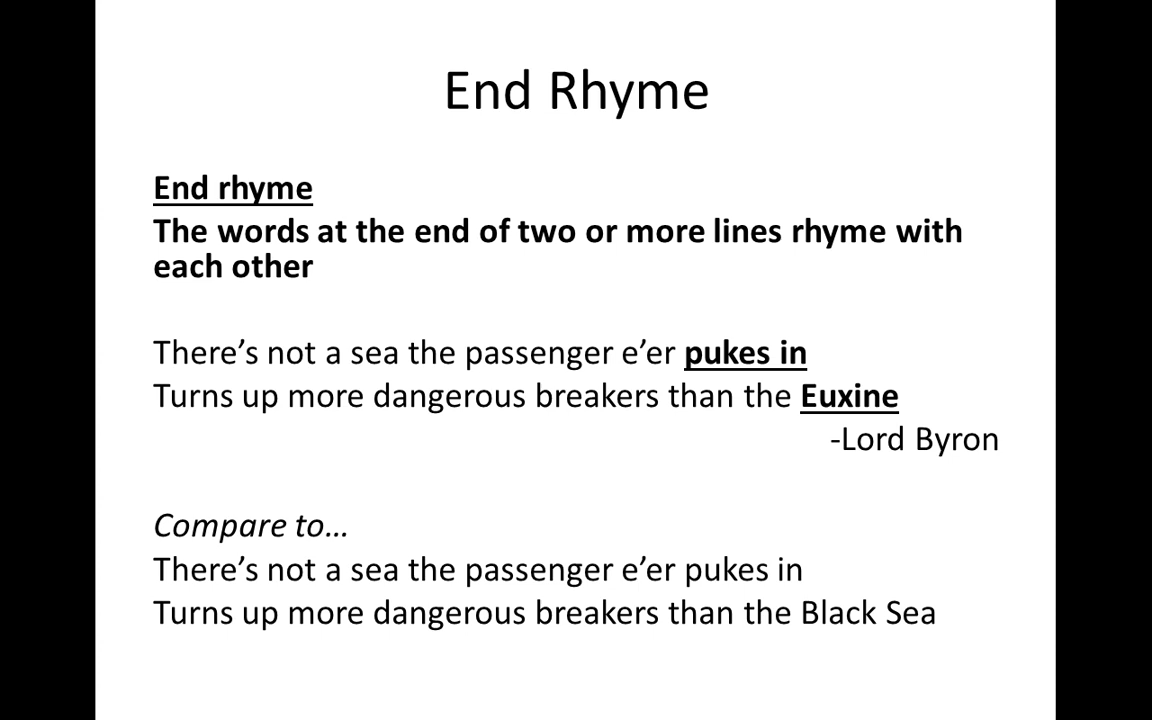 End Rhyme
End rhyme
The words at the end of two or more lines rhyme with
each other
There’s not a sea the passenger e’er pukes in
Turns up more dangerous breakers than the Euxine
-Lord Byron
Compare to…
There’s not a sea the passenger e’er pukes in
Turns up more dangerous breakers than the Black Sea